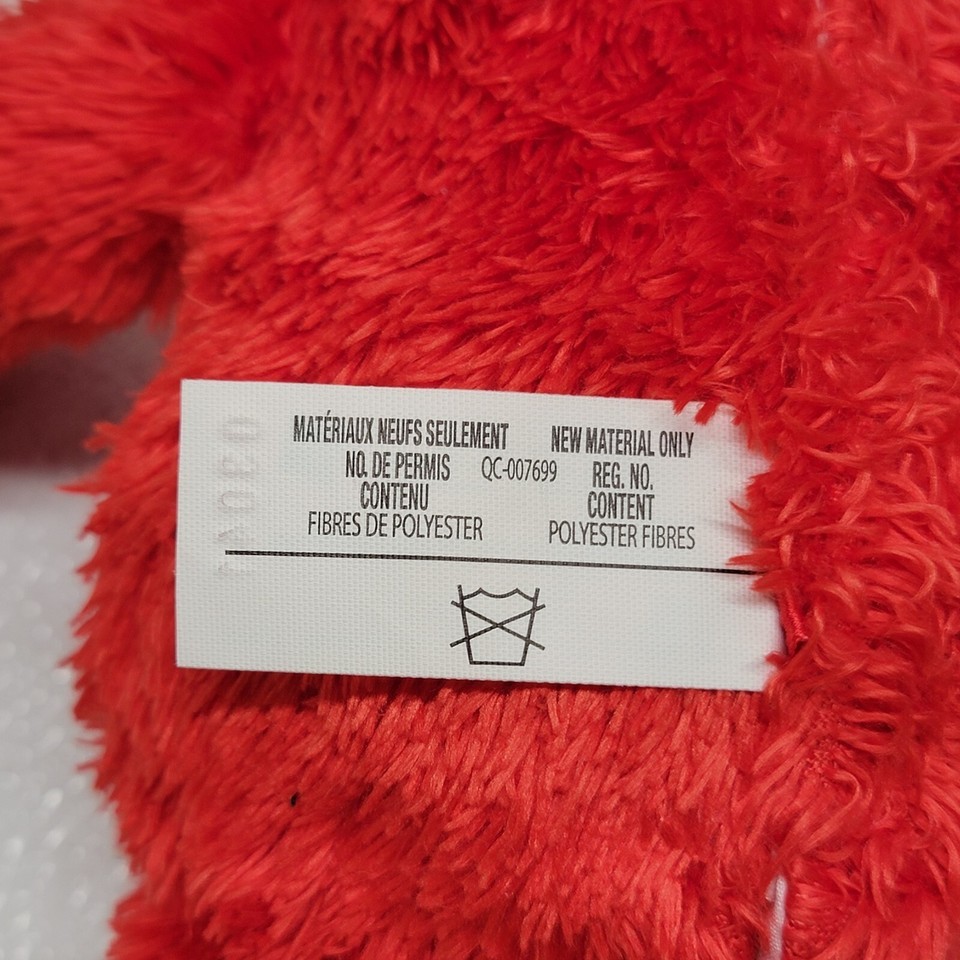 MATÉRIAUX NEUFS SEULEMENT NEW MATERIAL ONLY
NO. DE PERMIS QC-007699 REG. NO.
CONTENU CONTENT
FIBRES DE POLYESTER POLYESTER FIBRES